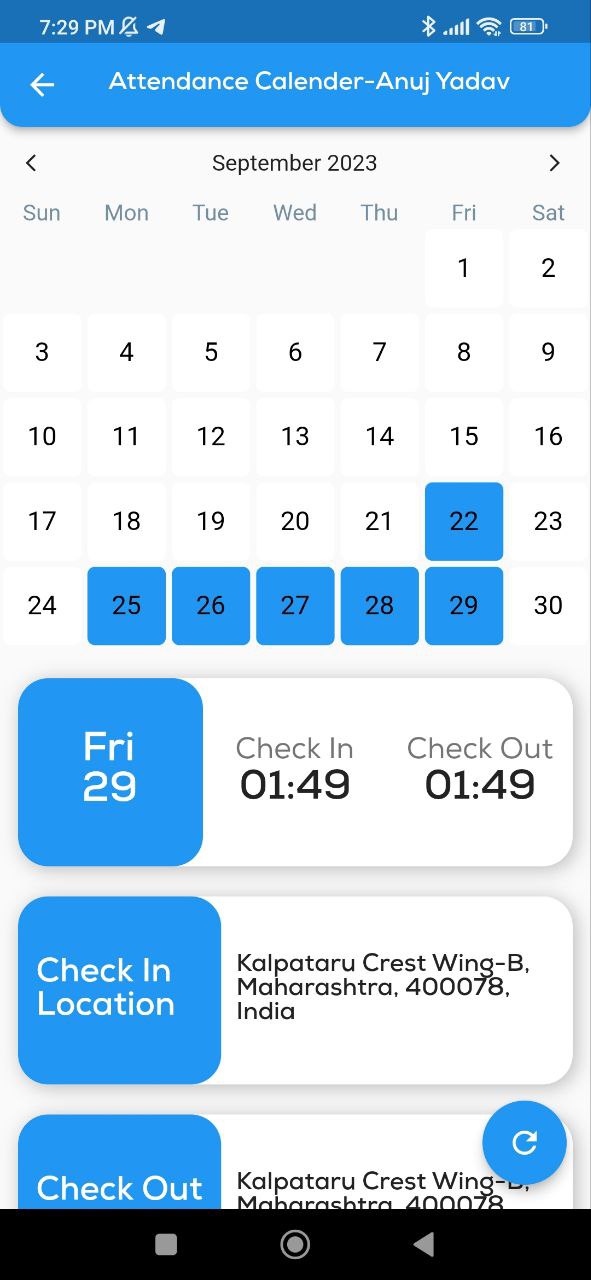 7:29 PM 81
Attendance Calender-Anuj Yadav
September 2023
Sun Mon Tue Wed Thu Fri Sat
1 2
3 4 5 6 7 8 9
10 11 12 13 14 15 16
17 18 19 20 21 22 23
24 25 26 27 28 29 30
Fri
29
Check In
01:49
Check Out
01:49
Check In
Location
Kalpataru Crest Wing-B,
Maharashtra, 400078,
India
Check Out
Kalpataru Crest Wing-B,
Maharashtra, 400078